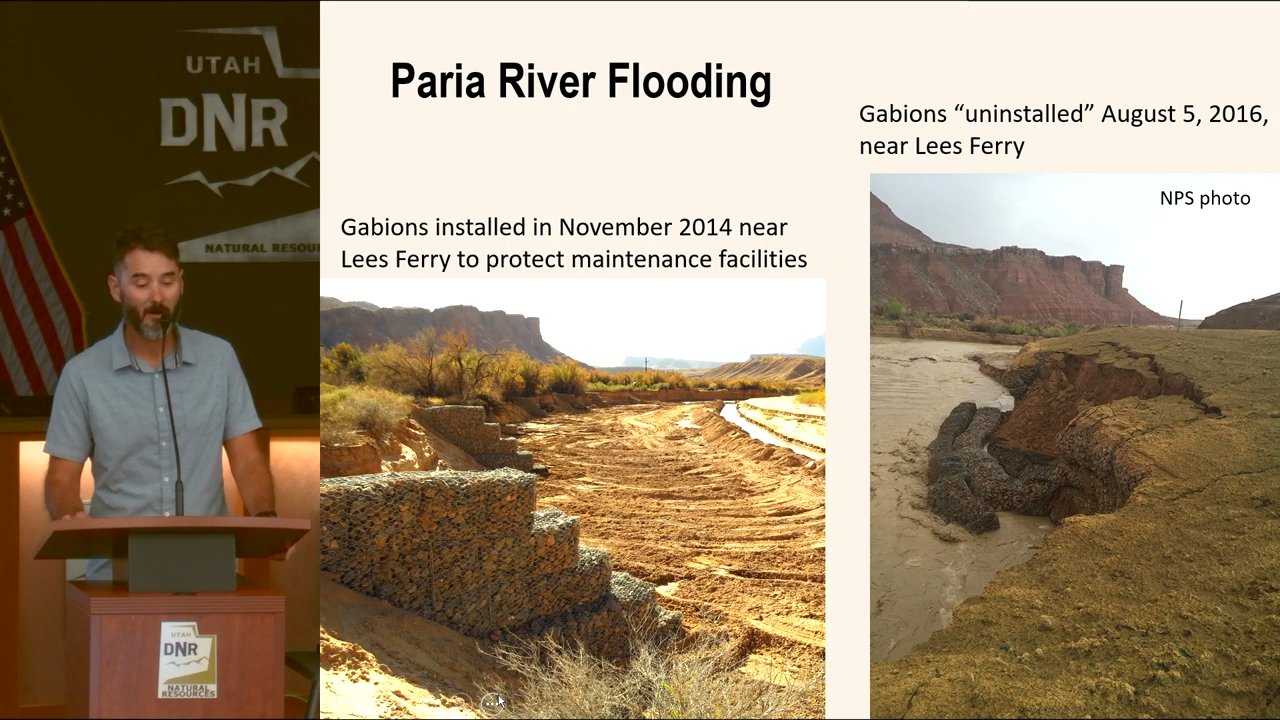 UTAH
DNR
NATURAL RESOU
UTAH
DNR
NATURAL
RESOURCES
Paria River Flooding
Gabions installed in November 2014 near
Lees Ferry to protect maintenance facilities
Gabions “uninstalled” August 5, 2016,
near Lees Ferry
NPS photo